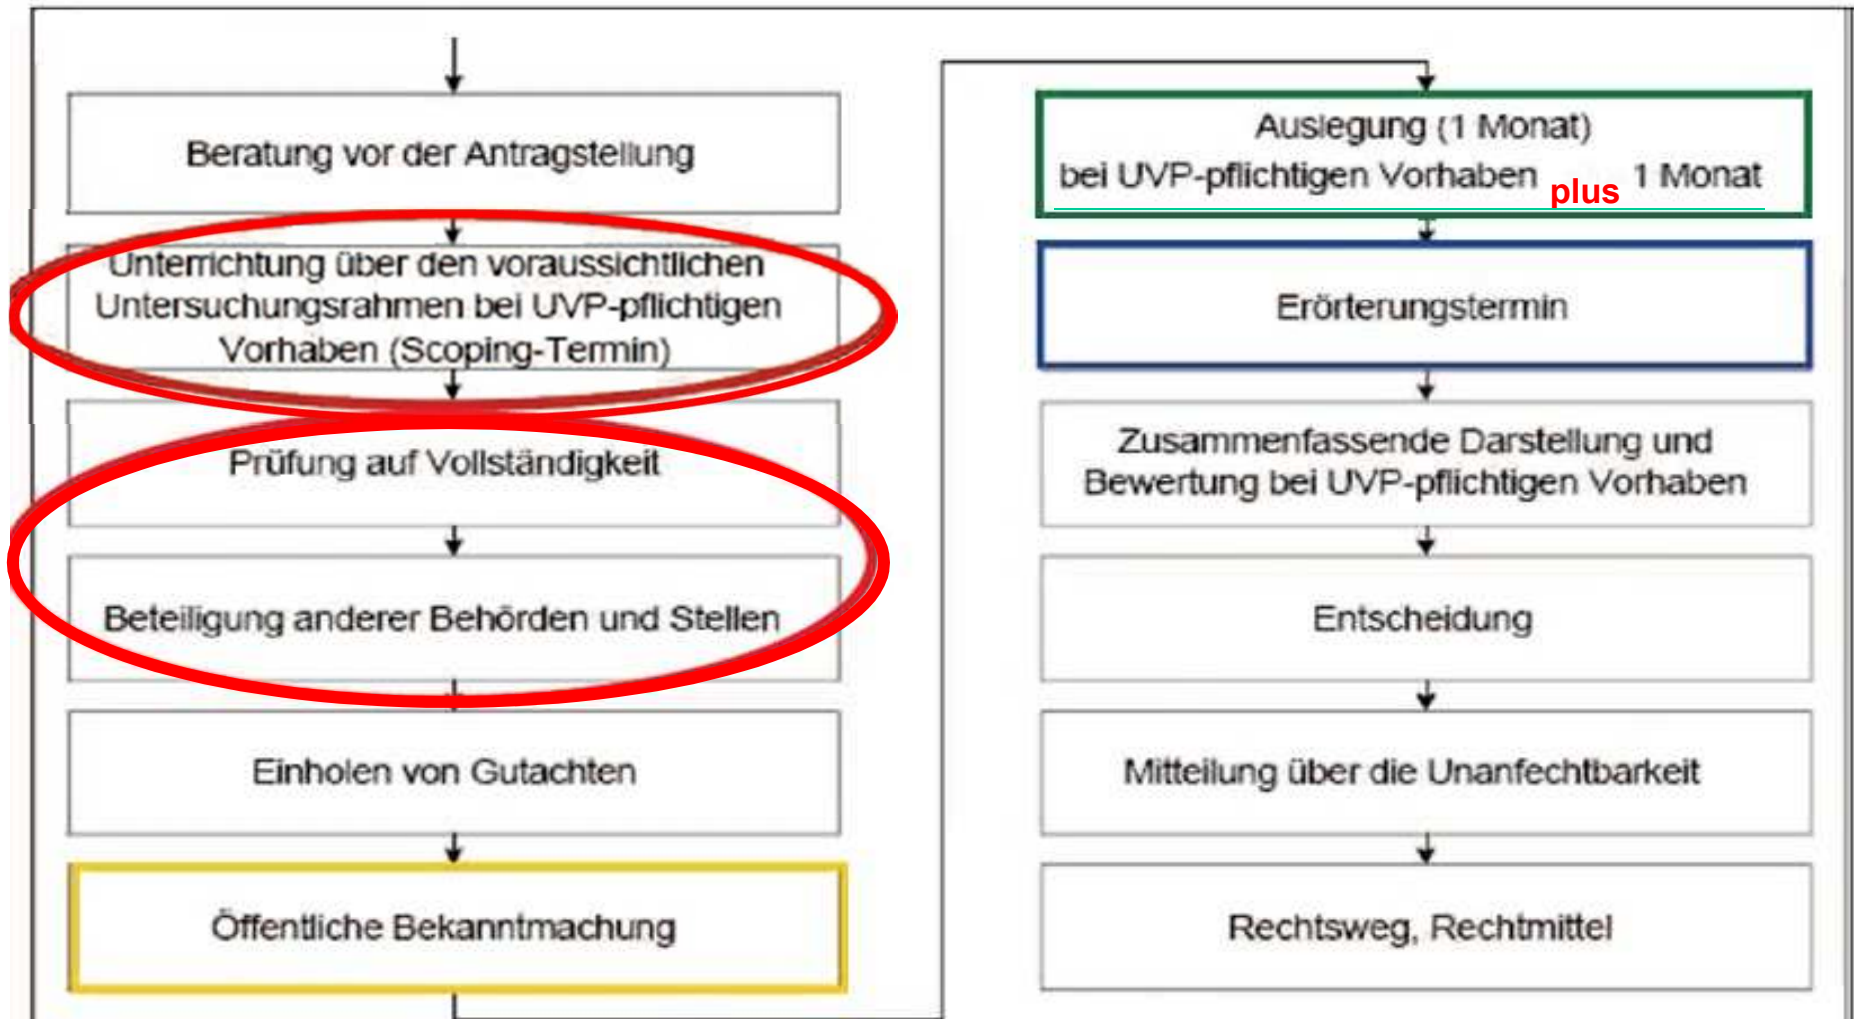 Beratung vor der Antragstellung
Unterrichtung über den voraussichtlichen
Untersuchungsrahmen bei UVP-pflichtigen
Vorhaben (Scoping-Termin)
Prüfung auf Vollständigkeit
Beteiligung anderer Behörden und Stellen
Einholen von Gutachten
Öffentliche Bekanntmachung
Auslegung (1 Monat)
bei UVP-pflichtigen Vorhaben plus 1 Monat
Erörterungstermin
Zusammenfassende Darstellung und
Bewertung bei UVP-pflichtigen Vorhaben
Entscheidung
Mitteilung über die Unanfechtbarkeit
Rechtsweg, Rechtmittel